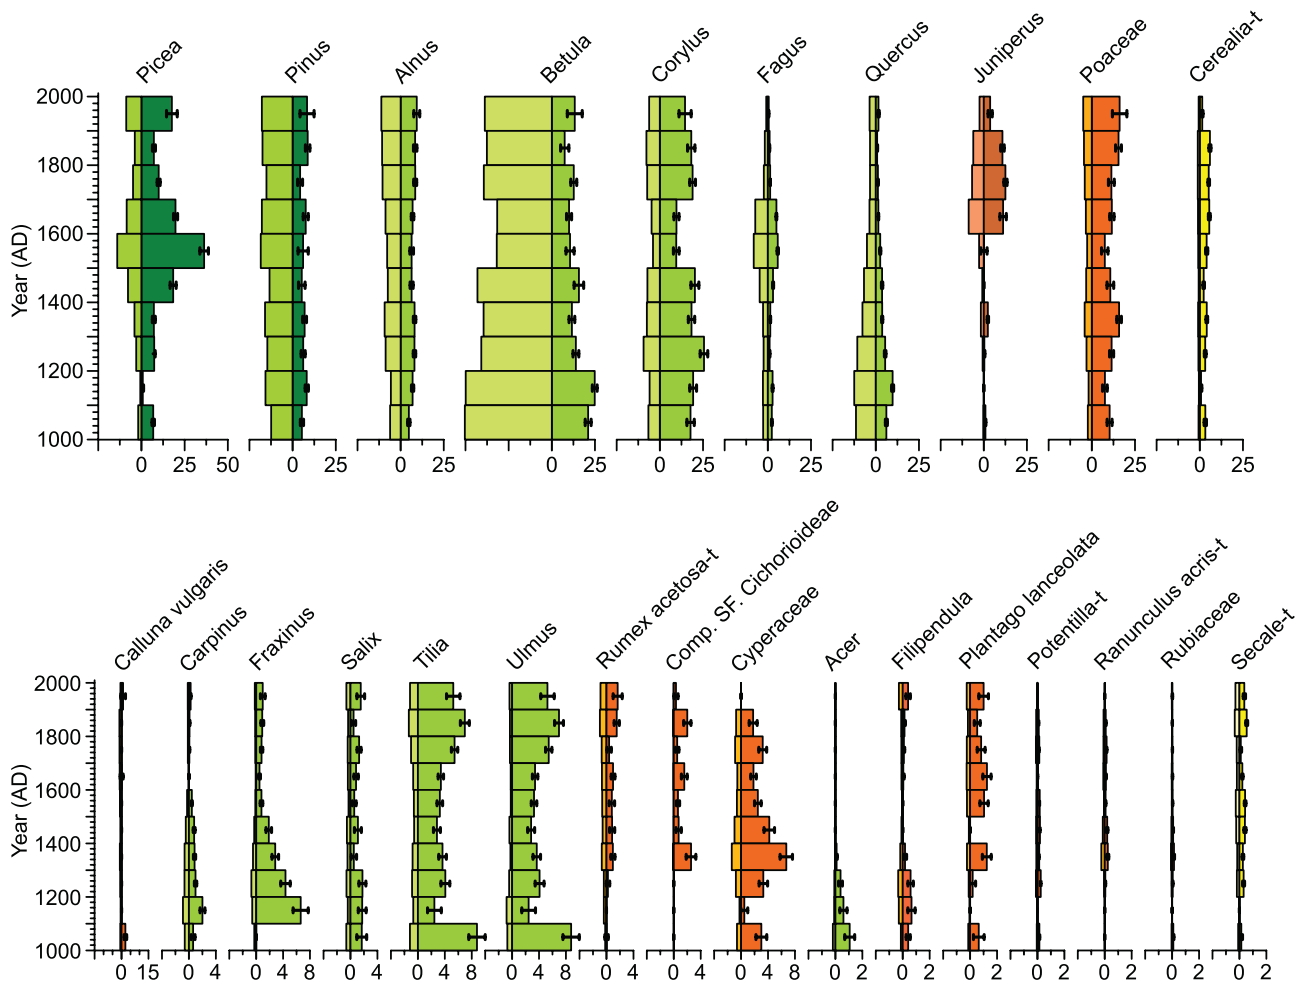 Picea Pinus Alnus Betula Corylus Fagus Quercus Juniperus Poaceae Cerealia-t
Year (AD)
2000
1800
1600
1400
1200
1000
0 25 50 0 25 0 25 0 25 0 25 0 25 0 25 0 25 0 25 0 25
Calluna vulgaris Carpinus Fraxinus Salix Tilia Ulmus Rumex acetosa-t Comp. SF. Cichorioideae Cyperaceae Acer Filipendula Plantago lanceolata Potentilla-t Ranunculus acris-t Rubiaceae Secale-t
Year (AD)
2000
1800
1600
1400
1200
1000
0 15 0 4 0 4 8 0 4 0 4 8 0 4 8 0 4 0 4 0 4 8 0 2 0 2 0 2 0 2 0 2 0 2 0 2